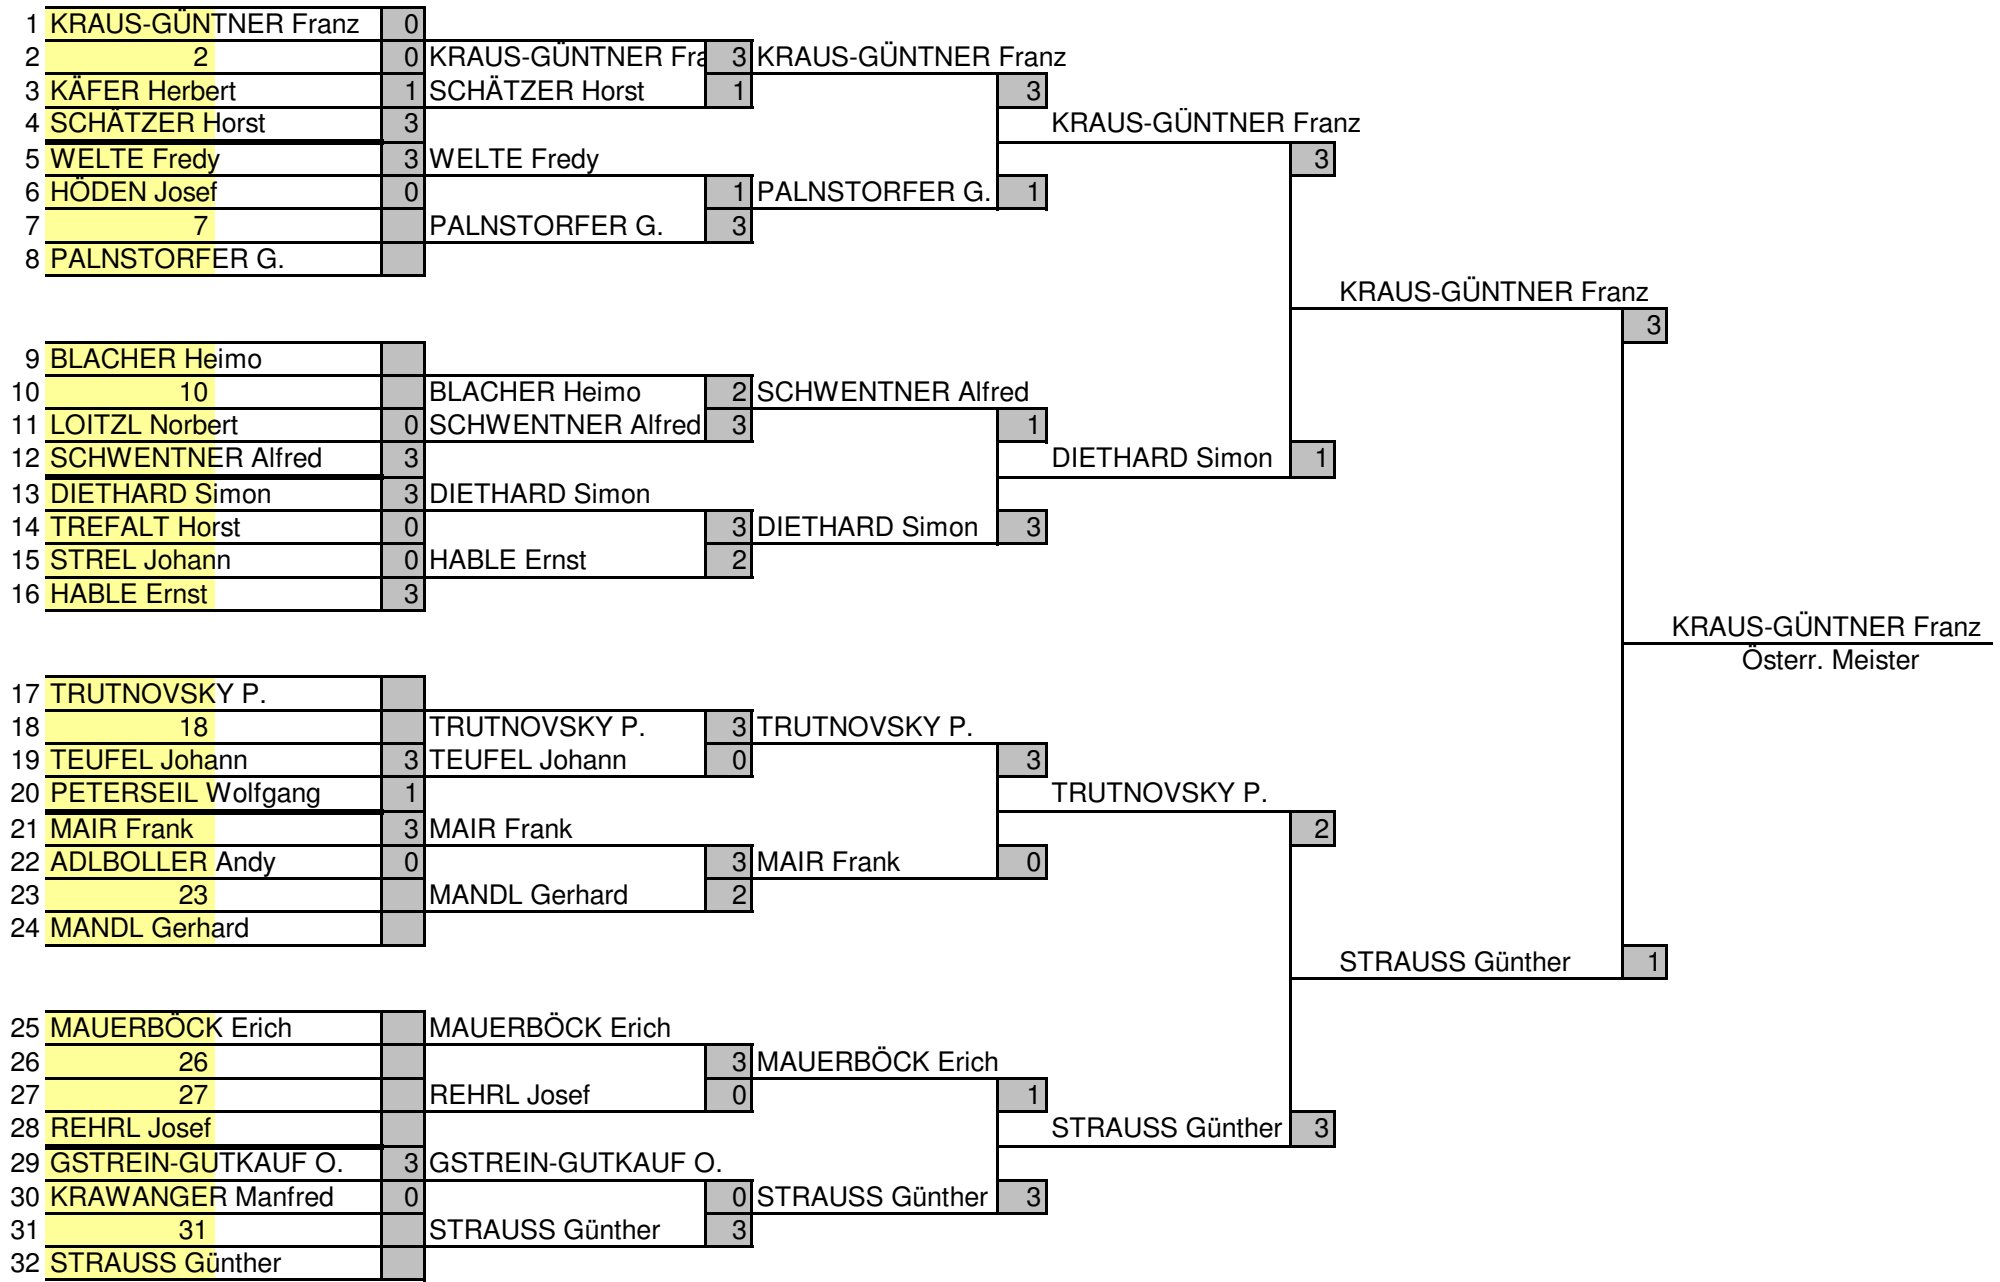 1 KRAUS-GÜNTNER Franz 0
2 2 0 KRAUS-GÜNTNER Fra 3 KRAUS-GÜNTNER Franz
3 KÄFER Herbert 1 SCHÄTZER Horst 1 3
4 SCHÄTZER Horst 3 KRAUS-GÜNTNER Franz
5 WELTE Fredy 3 WELTE Fredy 3
6 HÖDEN Josef 0 1 PALNSTORFER G. 1
7 7 PALNSTORFER G. 3
8 PALNSTORFER G.
KRAUS-GÜNTNER Franz
3
9 BLACHER Heimo
10 10 BLACHER Heimo 2 SCHWENTNER Alfred
11 LOITZL Norbert 0 SCHWENTNER Alfred 3 1
12 SCHWENTNER Alfred 3 DIETHARD Simon 1
13 DIETHARD Simon 3 DIETHARD Simon
14 TREFALT Horst 0 3 DIETHARD Simon 3
15 STREL Johann 0 HABLE Ernst 2
16 HABLE Ernst 3
KRAUS-GÜNTNER Franz
Österr. Meister
17 TRUTNOVSKY P.
18 18 TRUTNOVSKY P. 3 TRUTNOVSKY P.
19 TEUFEL Johann 3 TEUFEL Johann 0 3
20 PETERSEIL Wolfgang 1 TRUTNOVSKY P.
21 MAIR Frank 3 MAIR Frank 2
22 ADLBOLLER Andy 0 3 MAIR Frank 0
23 23 MANDL Gerhard 2
24 MANDL Gerhard
STRAUSS Günther 1
25 MAUERBÖCK Erich MAUERBÖCK Erich
26 26 3 MAUERBÖCK Erich
27 27 REHRL Josef 0 1
28 REHRL Josef STRAUSS Günther 3
29 GSTREIN-GUTKAUF O. 3 GSTREIN-GUTKAUF O.
30 KRAWANGER Manfred 0 0 STRAUSS Günther 3
31 31 STRAUSS Günther 3
32 STRAUSS Günther